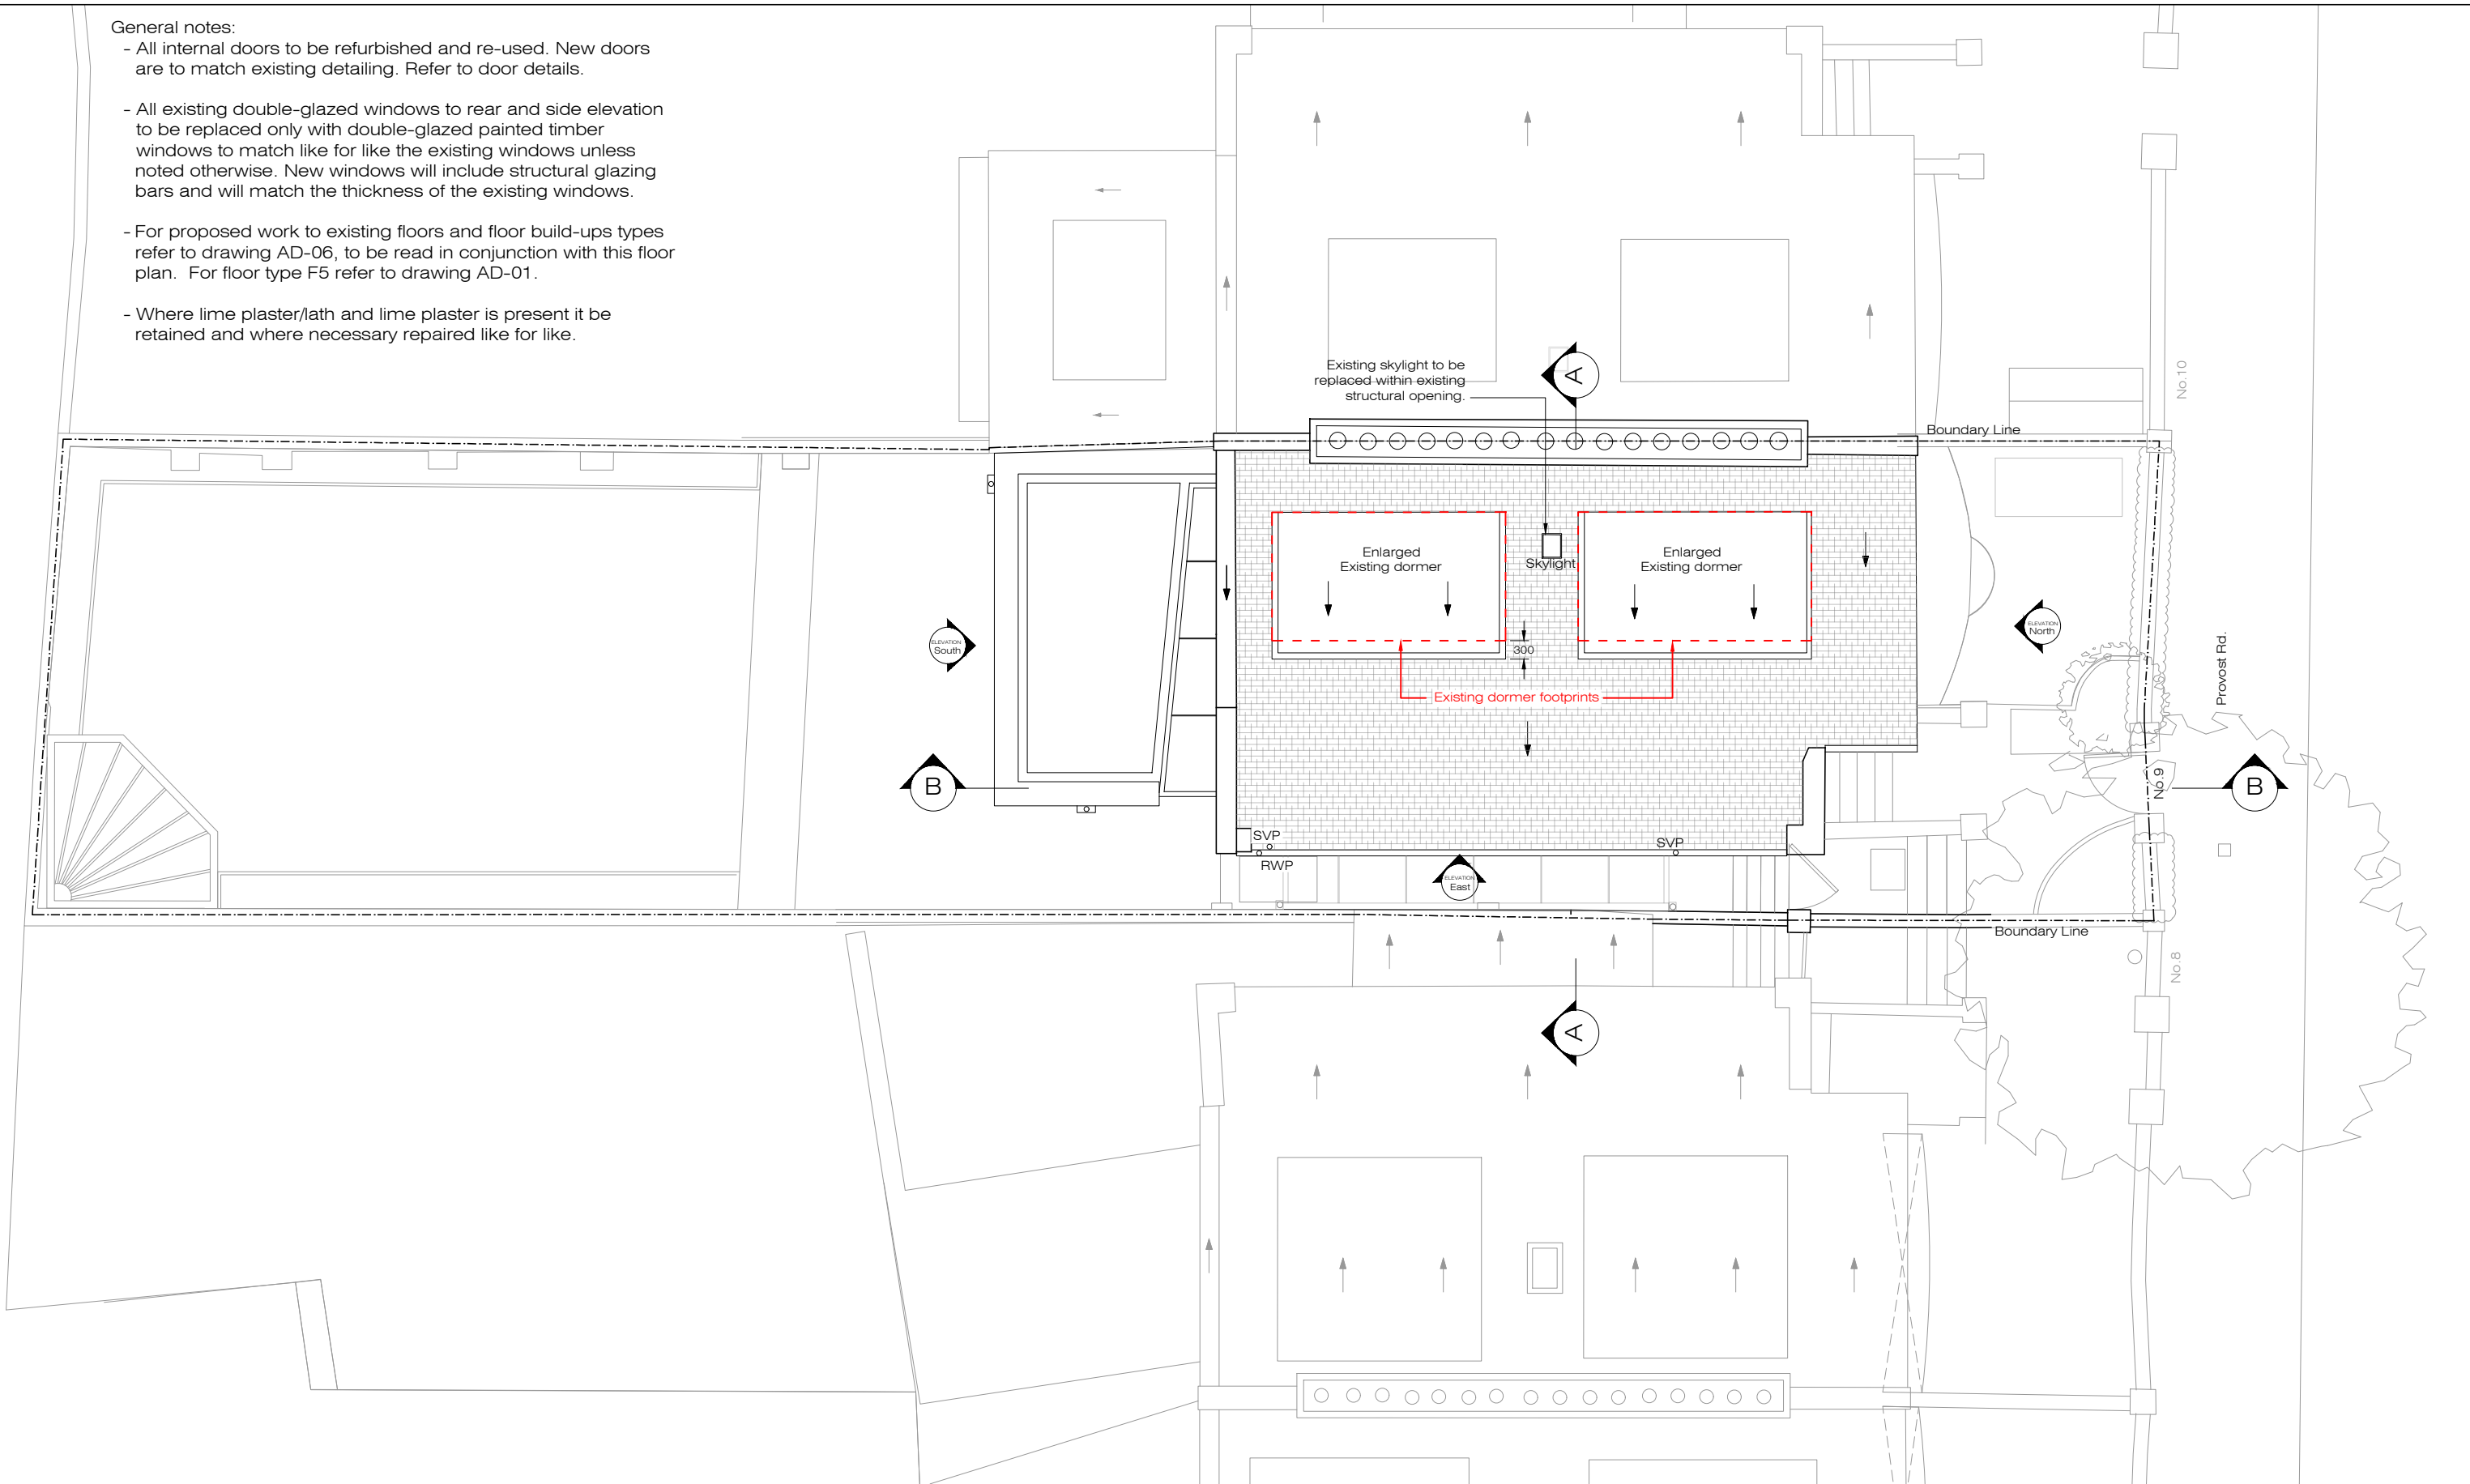 General notes:
- All internal doors to be refurbished and re-used. New doors
are to match existing detailing. Refer to door details.
- All existing double-glazed windows to rear and side elevation
to be replaced only with double-glazed painted timber
windows to match like for like the existing windows unless
noted otherwise. New windows will include structural glazing
bars and will match the thickness of the existing windows.
- For proposed work to existing floors and floor build-ups types
refer to drawing AD-06, to be read in conjunction with this floor
plan. For floor type F5 refer to drawing AD-01.
- Where lime plaster/lath and lime plaster is present it be
retained and where necessary repaired like for like.
Existing skylight to be
replaced within existing
structural opening.
A
No.10
Boundary Line
Enlarged
Existing dormer
Skylight
Enlarged
Existing dormer
ELEVATION
South
ELEVATION
North
300
Provost Rd.
Existing dormer footprints
B
No.9
B
SVP
RWP
SVP
ELEVATION
East
Boundary Line
No.8
A